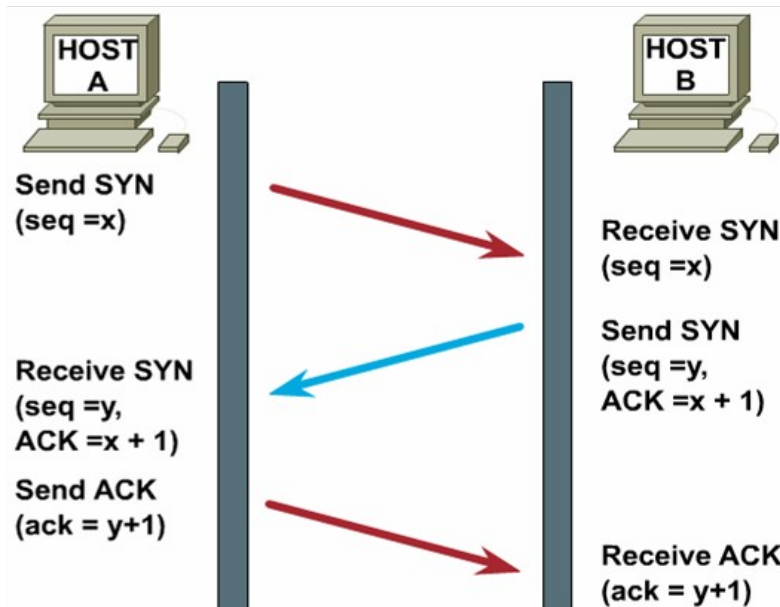 HOST
A
HOST
B
Send SYN
(seq =x)
Receive SYN
(seq =x)
Send SYN
(seq =y,
ACK =x + 1)
Receive SYN
(seq =y,
ACK =x + 1)
Send ACK
(ack = y+1)
Receive ACK
(ack = y+1)